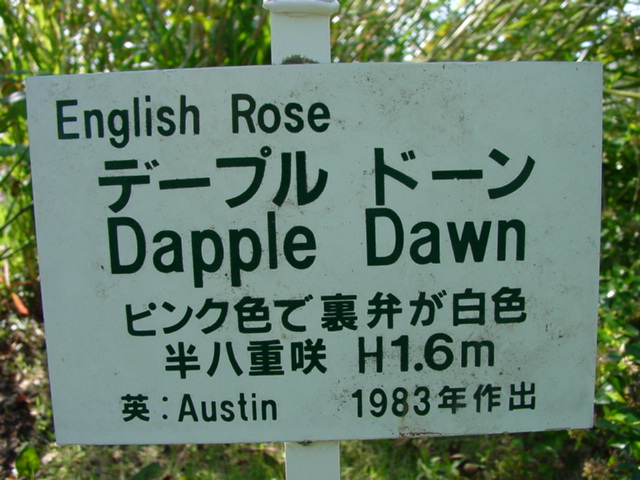 English Rose
デープル ドーン
Dapple Dawn
ピンク色で裏弁が白色
半八重咲 H1.6m
英:Austin 1983年作出